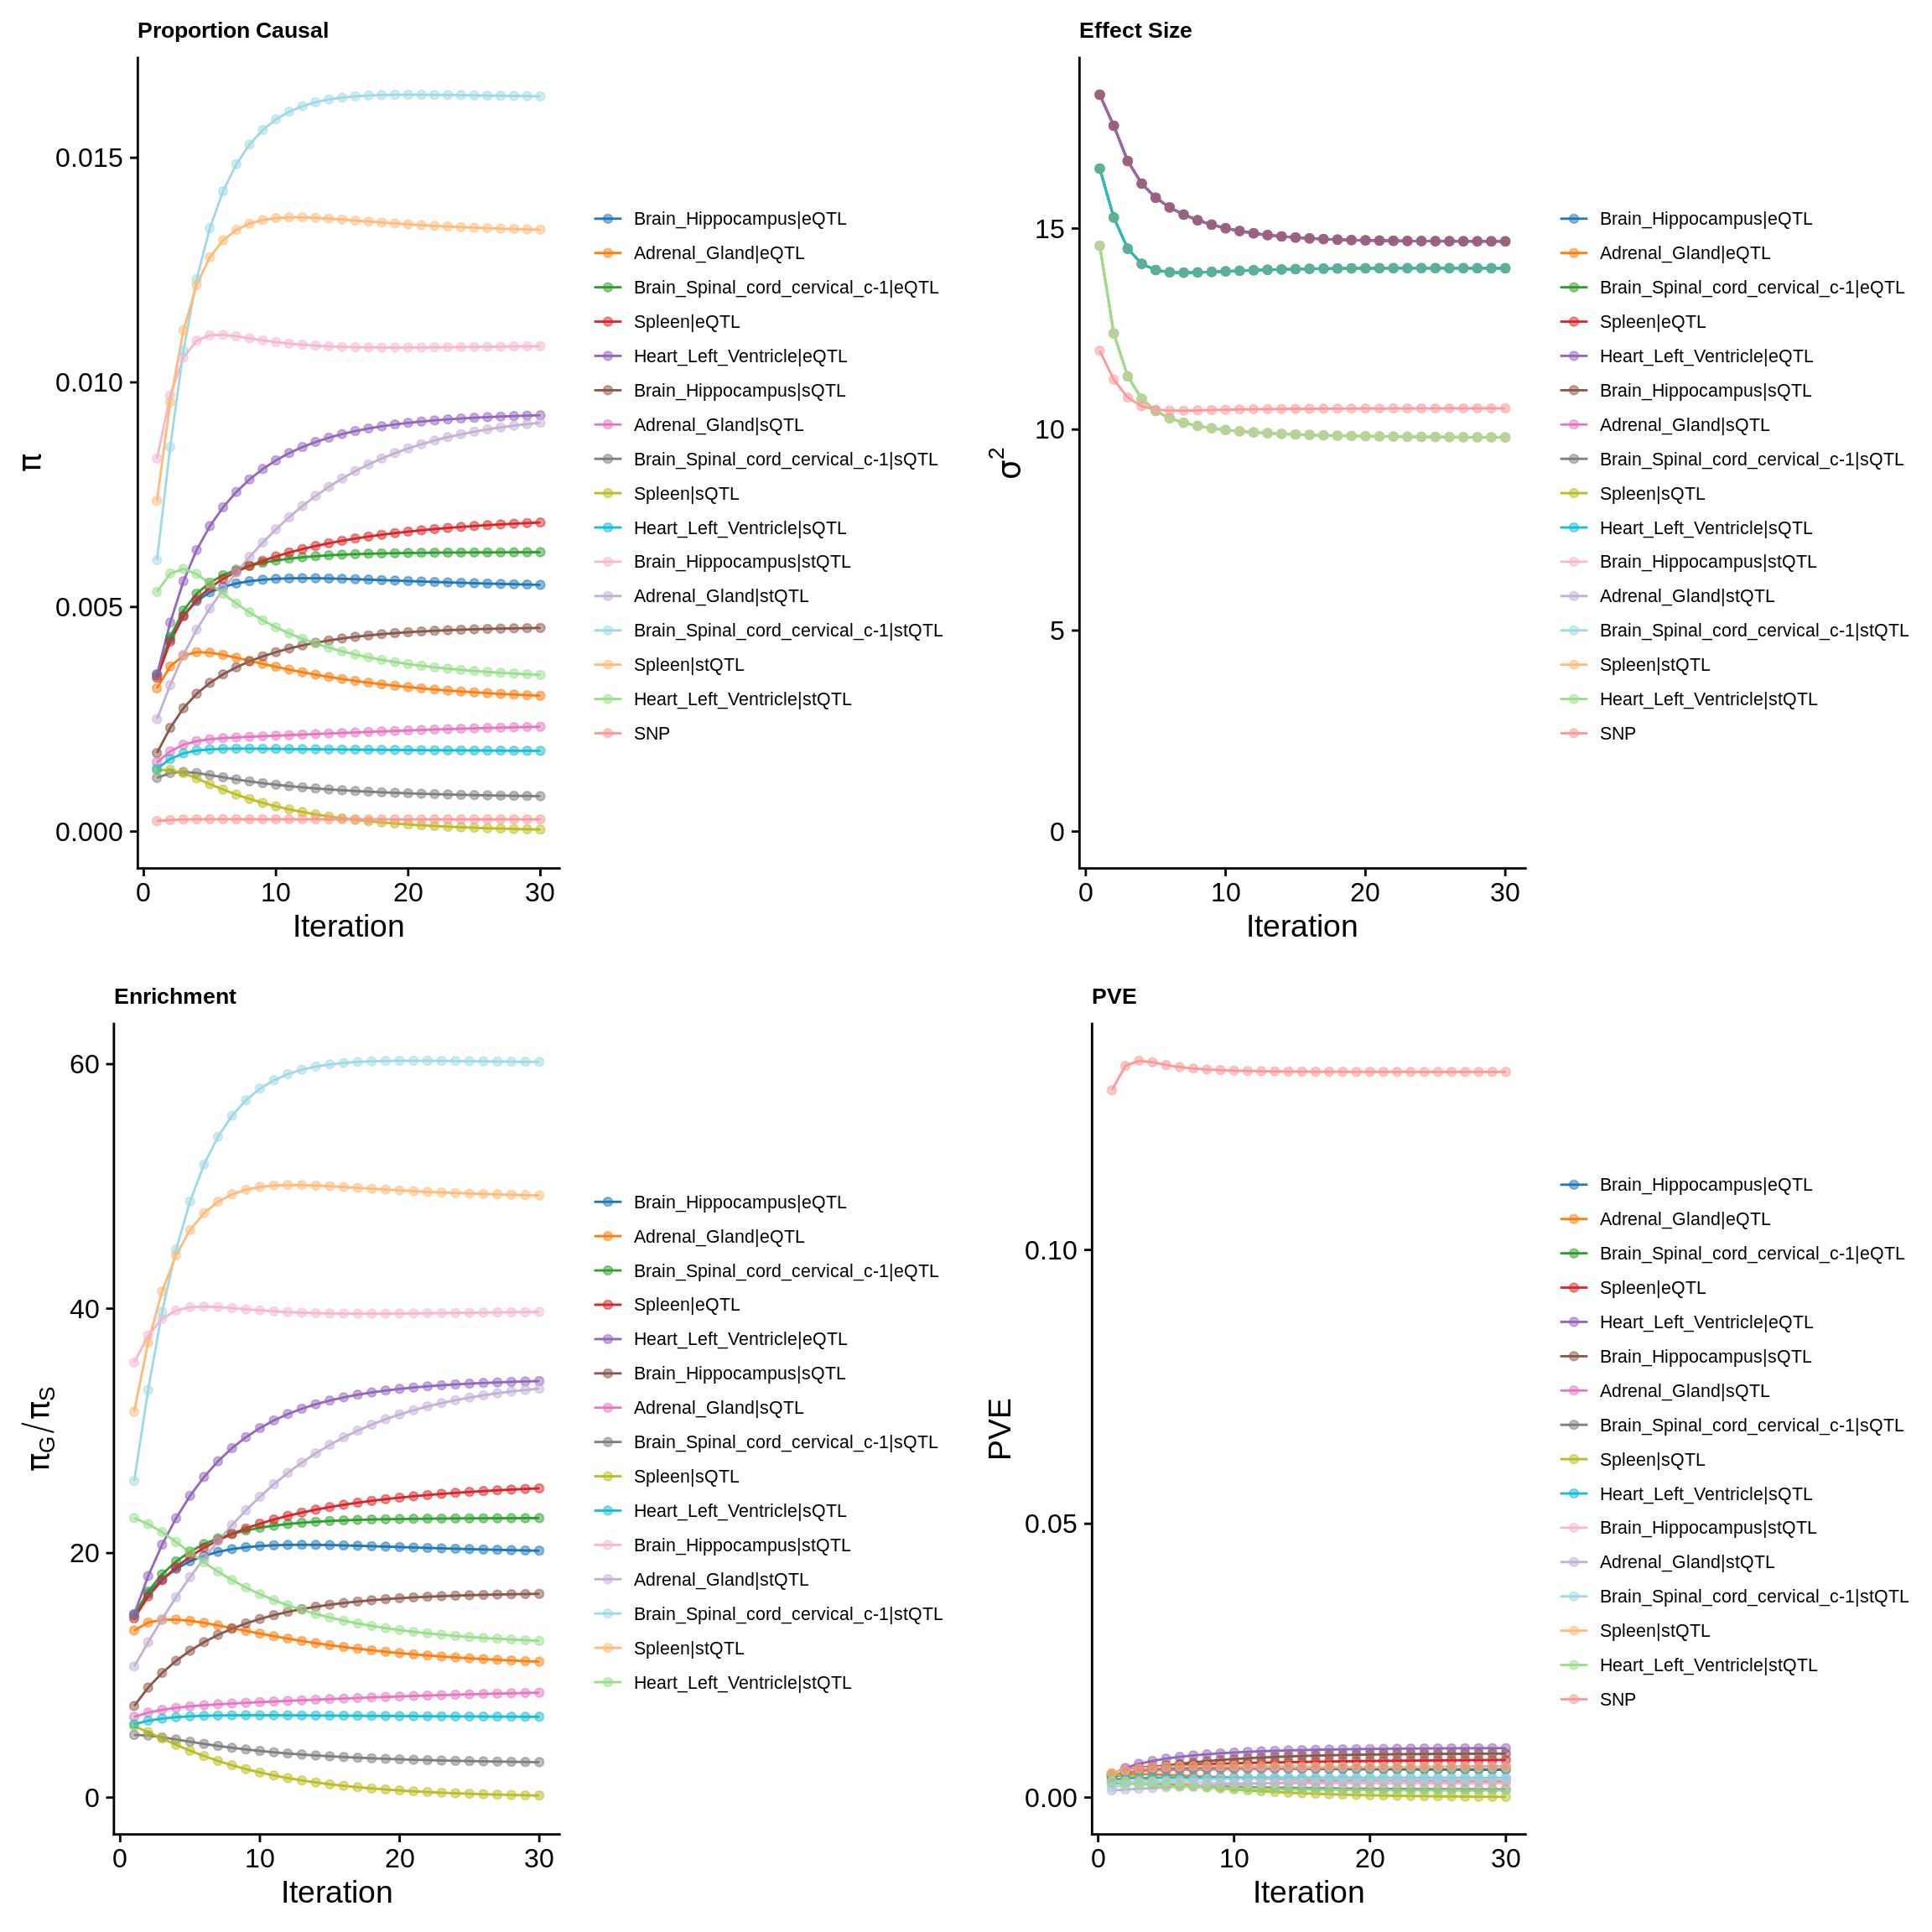 Proportion Causal
π
0.015
0.010
0.005
0.000
0
10
20
30
Iteration
Brain_Hippocampus|eQTL
Adrenal_Gland|eQTL
Brain_Spinal_cord_cervical_c-1|eQTL
Spleen|eQTL
Heart_Left_Ventricle|eQTL
Brain_Hippocampus|sQTL
Adrenal_Gland|sQTL
Brain_Spinal_cord_cervical_c-1|sQTL
Spleen|sQTL
Heart_Left_Ventricle|sQTL
Brain_Hippocampus|stQTL
Adrenal_Gland|stQTL
Brain_Spinal_cord_cervical_c-1|stQTL
Spleen|stQTL
Heart_Left_Ventricle|stQTL
SNP
Effect Size
σ²
15
10
5
0
0
10
20
30
Iteration
Brain_Hippocampus|eQTL
Adrenal_Gland|eQTL
Brain_Spinal_cord_cervical_c-1|eQTL
Spleen|eQTL
Heart_Left_Ventricle|eQTL
Brain_Hippocampus|sQTL
Adrenal_Gland|sQTL
Brain_Spinal_cord_cervical_c-1|sQTL
Spleen|sQTL
Heart_Left_Ventricle|sQTL
Brain_Hippocampus|stQTL
Adrenal_Gland|stQTL
Brain_Spinal_cord_cervical_c-1|stQTL
Spleen|stQTL
Heart_Left_Ventricle|stQTL
SNP
Enrichment
πG/πS
60
40
20
0
0
10
20
30
Iteration
Brain_Hippocampus|eQTL
Adrenal_Gland|eQTL
Brain_Spinal_cord_cervical_c-1|eQTL
Spleen|eQTL
Heart_Left_Ventricle|eQTL
Brain_Hippocampus|sQTL
Adrenal_Gland|sQTL
Brain_Spinal_cord_cervical_c-1|sQTL
Spleen|sQTL
Heart_Left_Ventricle|sQTL
Brain_Hippocampus|stQTL
Adrenal_Gland|stQTL
Brain_Spinal_cord_cervical_c-1|stQTL
Spleen|stQTL
Heart_Left_Ventricle|stQTL
PVE
PVE
0.10
0.05
0.00
0
10
20
30
Iteration
Brain_Hippocampus|eQTL
Adrenal_Gland|eQTL
Brain_Spinal_cord_cervical_c-1|eQTL
Spleen|eQTL
Heart_Left_Ventricle|eQTL
Brain_Hippocampus|sQTL
Adrenal_Gland|sQTL
Brain_Spinal_cord_cervical_c-1|sQTL
Spleen|sQTL
Heart_Left_Ventricle|sQTL
Brain_Hippocampus|stQTL
Adrenal_Gland|stQTL
Brain_Spinal_cord_cervical_c-1|stQTL
Spleen|stQTL
Heart_Left_Ventricle|stQTL
SNP